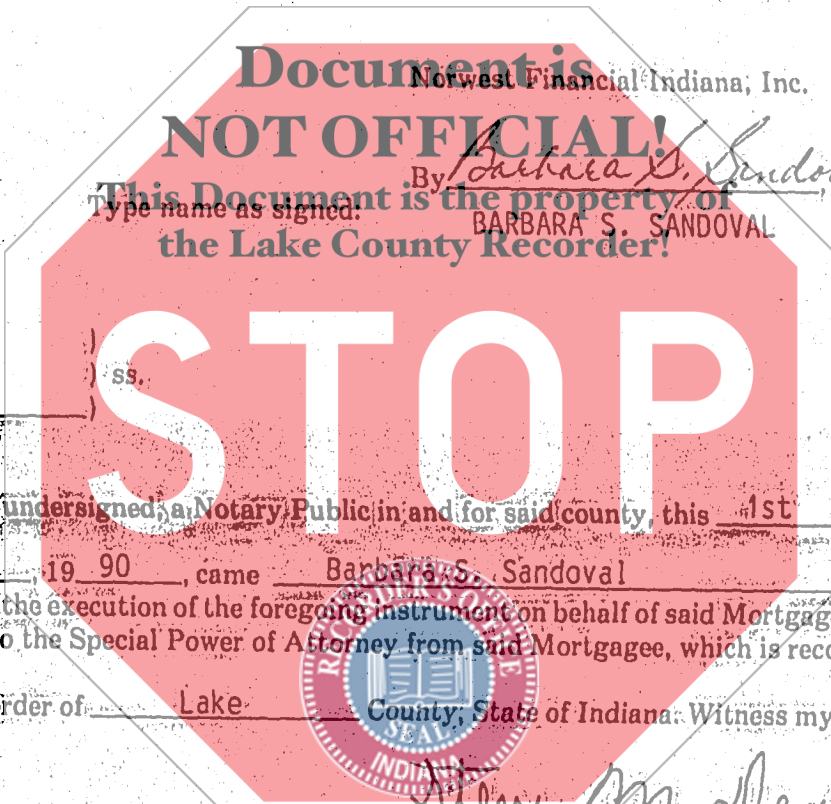 Document is
Norwest Financial Indiana, Inc.
NOT OFFICIAL!
By Barbara S. Sandov
This Document is the property of
Type name as signed:
BARBARA S. SANDOVAL
the Lake County Recorder!
STOP
)
) ss.
)
undersigned, a Notary Public in and for said county, this 1st
, 19 90 , came Barbara S. Sandoval
the execution of the foregoing instrument on behalf of said Mortgag
o the Special Power of Attorney from said Mortgagee, which is reco
RECORDER'S OFFICE
rder of Lake County, State of Indiana. Witness my
SEAL
INDIANA